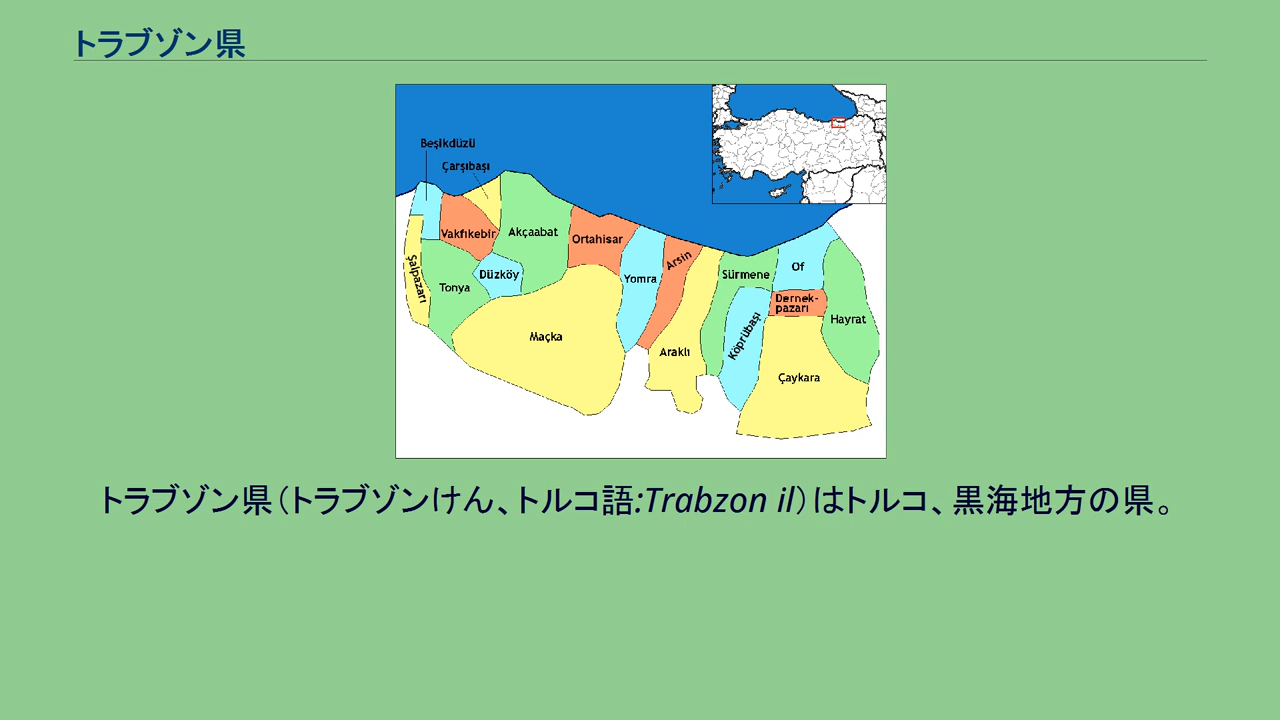 トラブゾン県
Beşikdüzü
Çarşıbaşı
Vakfıkebir
Akçaabat
Ortahisar
Şalpazarı
Tonya
Düzköy
Yomra
Arsin
Sürmene
Of
Dernek-
pazarı
Hayrat
Maçka
Araklı
Köprübaşı
Çaykara
トラブゾン県（トラブゾンけん、トルコ語:Trabzon il）はトルコ、黒海地方の県。